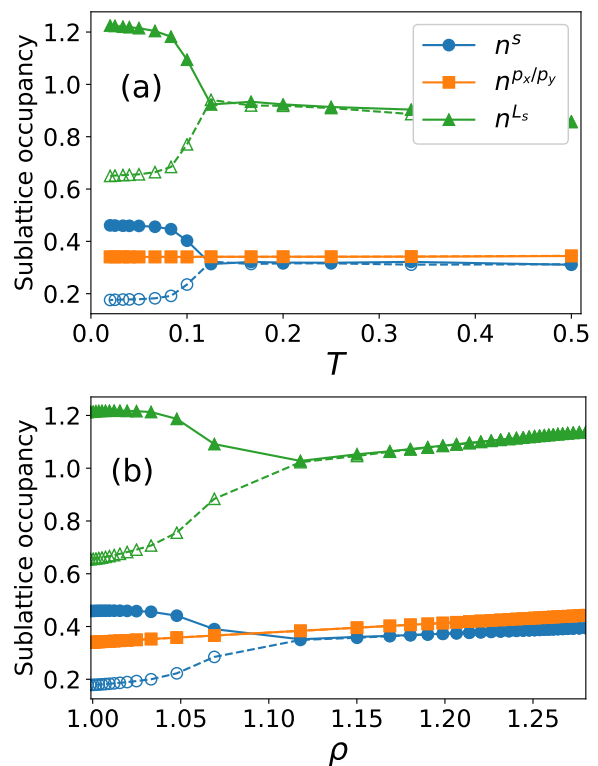 1.2
1.0
0.8
0.6
0.4
0.2
Sublattice occupancy
(a)
n^s
n^{p_x/p_y}
n^{L_s}
0.0 0.1 0.2 0.3 0.4 0.5
T
1.2
1.0
0.8
0.6
0.4
0.2
Sublattice occupancy
(b)
1.00 1.05 1.10 1.15 1.20 1.25
ρ